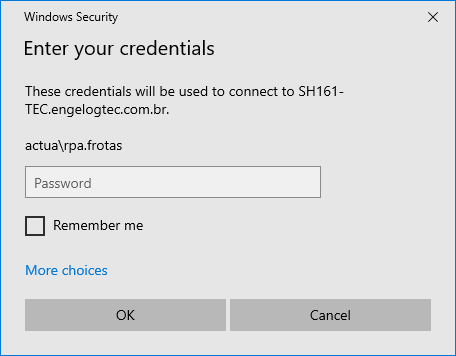 Windows Security
Enter your credentials
These credentials will be used to connect to SH161-
TEC.engelogtec.com.br.
actua\rpa.frotas
Password
Remember me
More choices
OK
Cancel